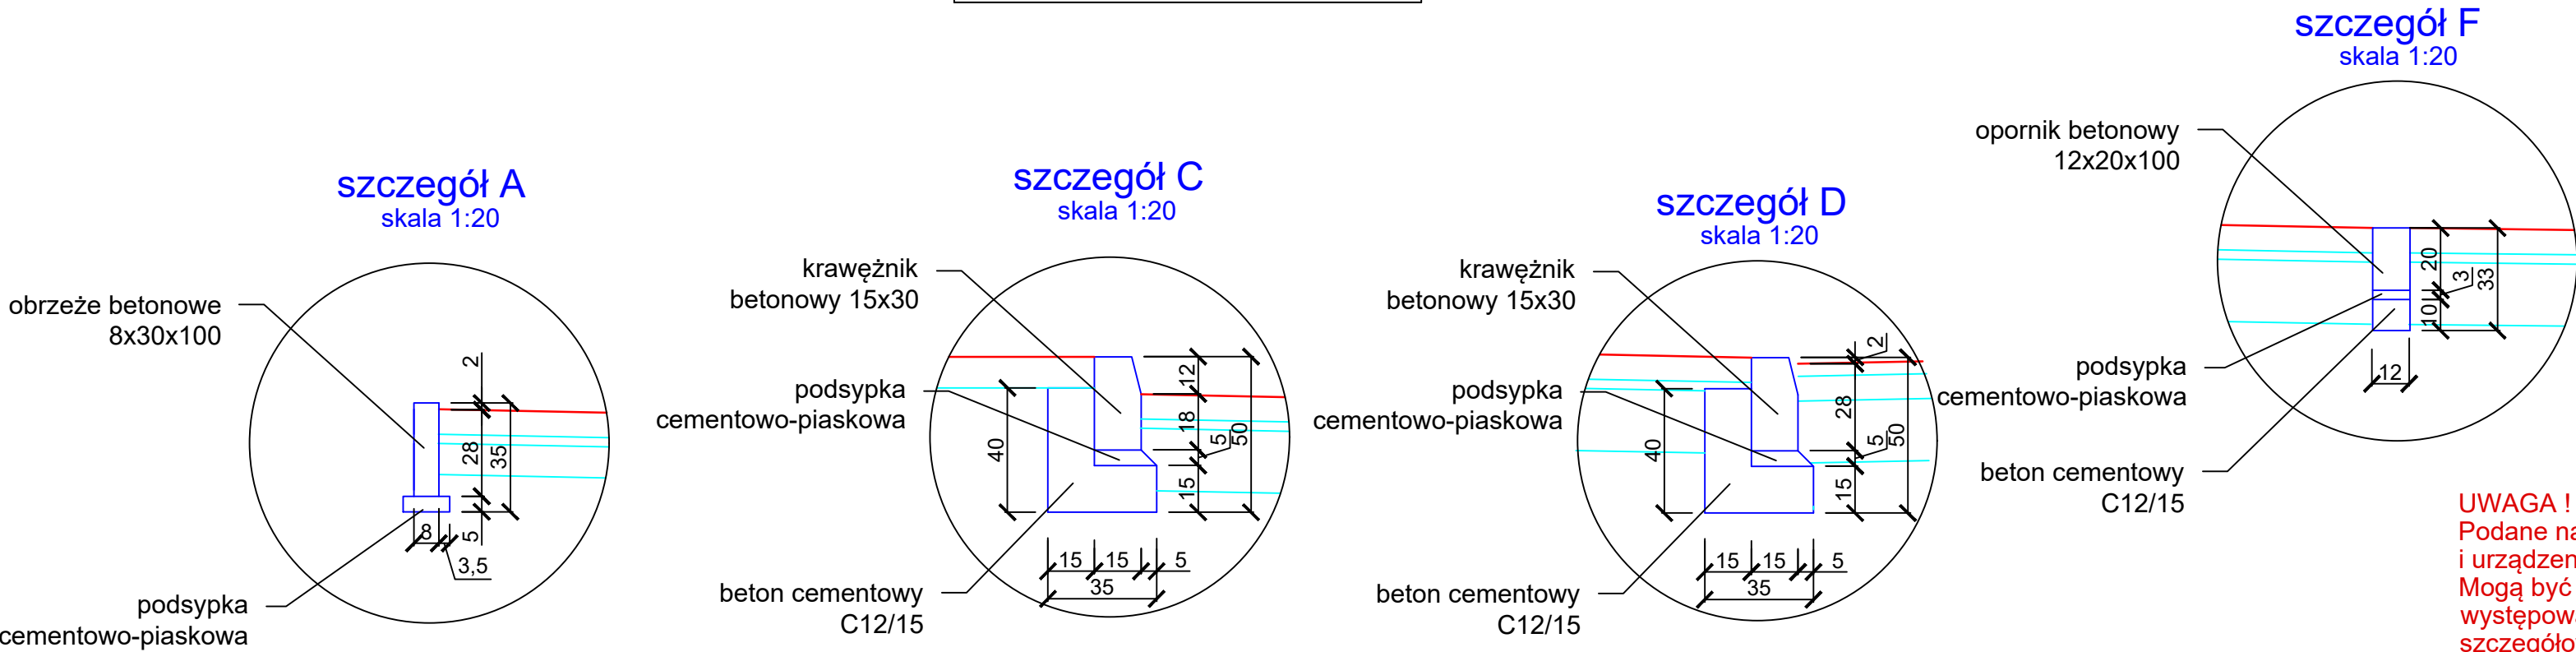 szczegół A
skala 1:20
obrzeże betonowe
8x30x100
2
28
35
8
5
3,5
podsypka
cementowo-piaskowa
szczegół C
skala 1:20
krawężnik
betonowy 15x30
podsypka
cementowo-piaskowa
40
12
18
5
50
15
15
15
5
35
beton cementowy
C12/15
szczegół D
skala 1:20
krawężnik
betonowy 15x30
podsypka
cementowo-piaskowa
40
2
28
5
50
15
15
15
5
35
beton cementowy
C12/15
szczegół F
skala 1:20
opornik betonowy
12x20x100
20
3
33
10
12
podsypka
cementowo-piaskowa
beton cementowy
C12/15
UWAGA !
Podane na
i urządzen
Mogą być
występowa
szczegóło